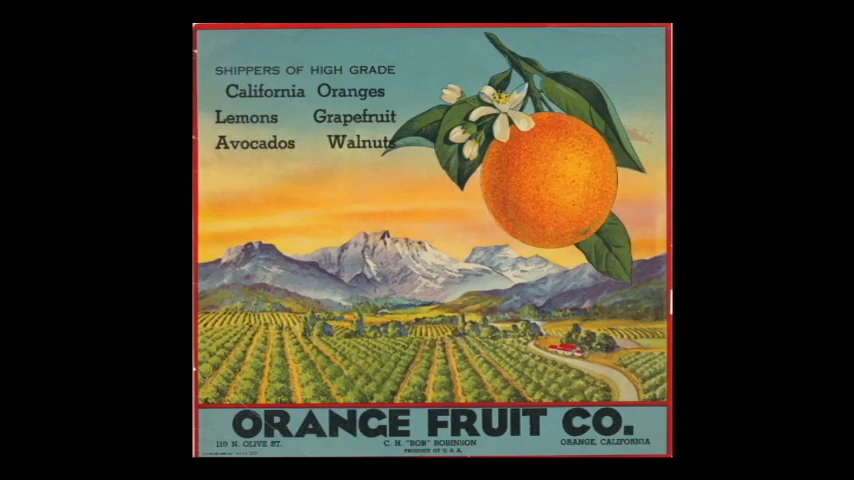 SHIPPERS OF HIGH GRADE
California Oranges
Lemons Grapefruit
Avocados Walnuts
ORANGE FRUIT CO.
119 N. OLIVE ST. C. H. "BOB" ROBINSON ORANGE, CALIFORNIA
PRODUCT OF U.S.A.